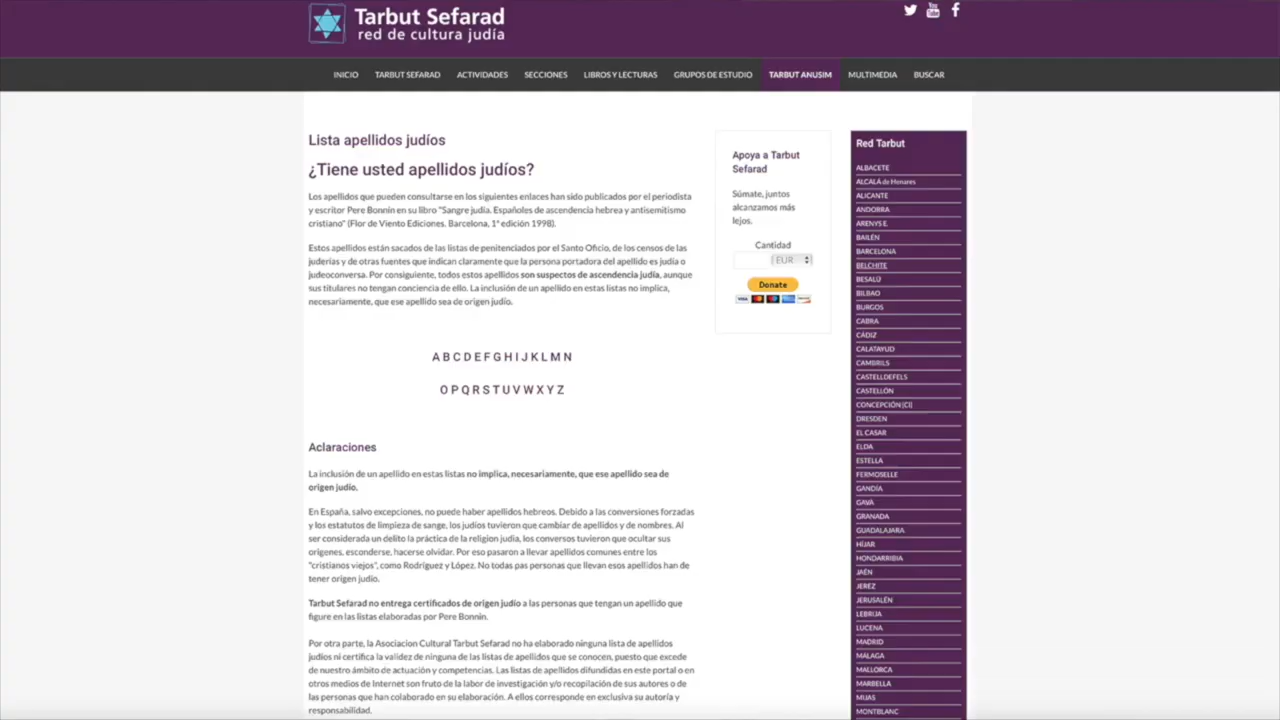 Tarbut Sefarad
red de cultura judía
INICIO TARBUT SEFARAD ACTIVIDADES SECCIONES LIBROS Y LECTURAS GRUPOS DE ESTUDIO TARBUT ANUSIM MULTIMEDIA BUSCAR
Lista apellidos judíos
¿Tiene usted apellidos judíos?
Los apellidos que pueden consultarse en los siguientes enlaces han sido publicados por el periodista
y escritor Pere Bonnin en su libro "Sangre judía. Españoles de ascendencia hebrea y antisemitismo
cristiano" (Flor de Viento Ediciones. Barcelona, 1ª edición 1998).
Estos apellidos están sacados de las listas de penitenciados por el Santo Oficio, de los censos de las
juderías y de otras fuentes que indican claramente que la persona portadora del apellido es judía o
judeoconversa. Por consiguiente, todos estos apellidos son suspectos de ascendencia judía, aunque
sus titulares no tengan conciencia de ello. La inclusión de un apellido en estas listas no implica,
necesariamente, que ese apellido sea de origen judío.
A B C D E F G H I J K L M N
O P Q R S T U V W X Y Z
Aclaraciones
La inclusión de un apellido en estas listas no implica, necesariamente, que ese apellido sea de
origen judío.
En España, salvo excepciones, no puede haber apellidos hebreos. Debido a las conversiones forzadas
y los estatutos de limpieza de sange, los judíos tuvieron que cambiar de apellidos y de nombres. Al
ser considerada un delito la práctica de la religion judía, los conversos tuvieron que ocultar sus
origenes, esconderse, hacerse olvidar. Por eso pasaron a llevar apellidos comunes entre los
"cristianos viejos", como Rodríguez y López. No todas pas personas que llevan esos apellidos han de
tener origen judío.
Tarbut Sefarad no entrega certificados de origen judío a las personas que tengan un apellido que
figure en las listas elaboradas por Pere Bonnin.
Por otra parte, la Asociacion Cultural Tarbut Sefarad no ha elaborado ninguna lista de apellidos
judíos ni certifica la validez de ninguna de las listas de apellidos que se conocen, puesto que excede
de nuestro ámbito de actuación y competencias. Las listas de apellidos difundidas en este portal o en
otros medios de Internet son fruto de la labor de investigación y/o recopilación de sus autores o de
las personas que han colaborado en su elaboración. A ellos corresponde en exclusiva su autoría y
responsabilidad.
Apoya a Tarbut
Sefarad
Súmate, juntos
alcanzamos más
lejos.
Cantidad
EUR
Donate
VISA
Red Tarbut
ALBACETE
ALCALÁ de Henares
ALICANTE
ANDORRA
ARENYS E.
BAILÉN
BARCELONA
BELCHITE
BESALÚ
BILBAO
BURGOS
CABRA
CÁDIZ
CALATAYUD
CAMBRILS
CASTELLDEFELS
CASTELLÓN
CONCEPCIÓN [Cl]
DRESDEN
EL CASAR
ELDA
ESTELLA
FERMOSELLE
GANDÍA
GAVÀ
GRANADA
GUADALAJARA
HÍJAR
HONDARRIBIA
JAÉN
JEREZ
JERUSALÉN
LEBRIJA
LUCENA
MADRID
MÁLAGA
MALLORCA
MARBELLA
MIJAS
MONTBLANC